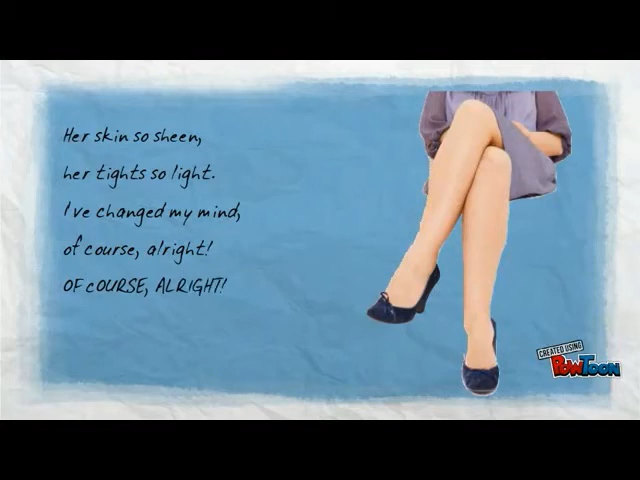 Her skin so sheen,
her tights so light.
I've changed my mind,
of course, alright!
OF COURSE, ALRIGHT!
CREATED USING
POWTOON